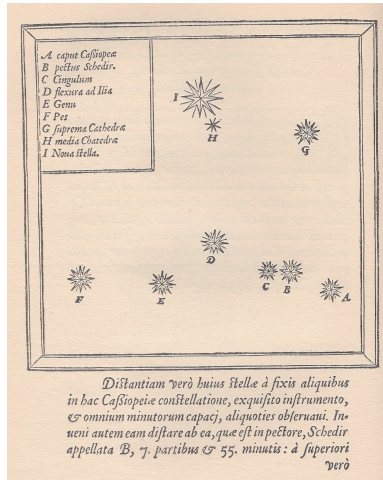 A caput Caßiopeæ
B pectus Schedir.
C Cingulum
D flexura ad Ilia
E Genu
F Pes
G suprema Cathedræ
H media Chatedræ
I Noua stella.
I
H
G
D
C
B
A
E
F
Distantiam verò huius stellæ à fixis aliquibus
in hac Caßiopeiæ constellatione, exquisito instrumento,
& omnium minutorum capacj, aliquoties obseruaui. In-
ueni autem eam distare ab ea, quæ est in pectore, Schedir
appellata B, 7. partibus & 55. minutis : à superiori
verò